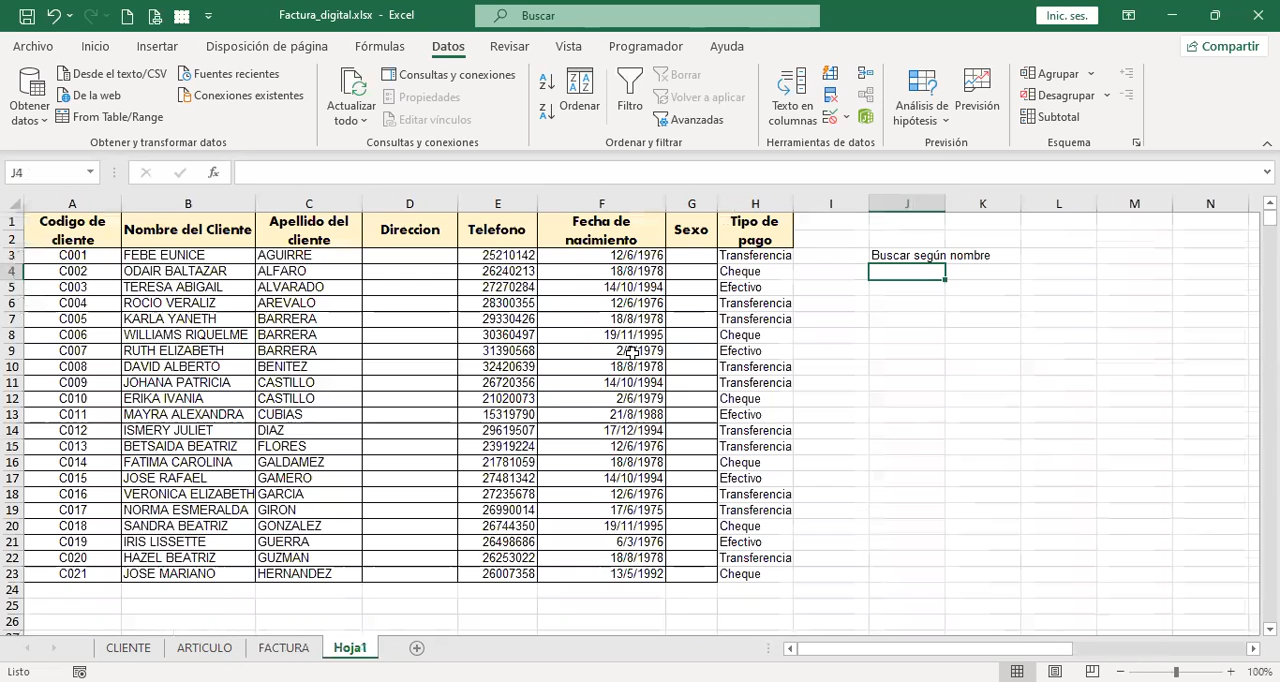 Factura_digital.xlsx - Excel
Buscar
Inic. ses.
Archivo Inicio Insertar Disposición de página Fórmulas Datos Revisar Vista Programador Ayuda
Compartir
Obtener datos
Desde el texto/CSV
De la web
From Table/Range
Fuentes recientes
Conexiones existentes
Obtener y transformar datos
Actualizar todo
Consultas y conexiones
Propiedades
Editar vínculos
Consultas y conexiones
Ordenar
Filtro
Borrar
Volver a aplicar
Avanzadas
Ordenar y filtrar
Texto en columnas
Herramientas de datos
Análisis de hipótesis
Previsión
Previsión
Agrupar
Desagrupar
Subtotal
Esquema
J4
fx
A B C D E F G H I J K L M N
1
2
Codigo de cliente Nombre del Cliente Apellido del cliente Direccion Telefono Fecha de nacimiento Sexo Tipo de pago
3 C001 FEBE EUNICE AGUIRRE 25210142 12/6/1976 Transferencia Buscar según nombre
4 C002 ODAIR BALTAZAR ALFARO 26240213 18/8/1978 Cheque
5 C003 TERESA ABIGAIL ALVARADO 27270284 14/10/1994 Efectivo
6 C004 ROCIO VERALIZ AREVALO 28300355 12/6/1976 Transferencia
7 C005 KARLA YANETH BARRERA 29330426 18/8/1978 Transferencia
8 C006 WILLIAMS RIQUELME BARRERA 30360497 19/11/1995 Cheque
9 C007 RUTH ELIZABETH BARRERA 31390568 2/6/1979 Efectivo
10 C008 DAVID ALBERTO BENITEZ 32420639 18/8/1978 Transferencia
11 C009 JOHANA PATRICIA CASTILLO 26720356 14/10/1994 Transferencia
12 C010 ERIKA IVANIA CASTILLO 21020073 2/6/1979 Cheque
13 C011 MAYRA ALEXANDRA CUBIAS 15319790 21/8/1988 Efectivo
14 C012 ISMERY JULIET DIAZ 29619507 17/12/1994 Transferencia
15 C013 BETSAIDA BEATRIZ FLORES 23919224 12/6/1976 Transferencia
16 C014 FATIMA CAROLINA GALDAMEZ 21781059 18/8/1978 Cheque
17 C015 JOSE RAFAEL GAMERO 27481342 14/10/1994 Efectivo
18 C016 VERONICA ELIZABETH GARCIA 27235678 12/6/1976 Transferencia
19 C017 NORMA ESMERALDA GIRON 26990014 17/6/1975 Transferencia
20 C018 SANDRA BEATRIZ GONZALEZ 26744350 19/11/1995 Cheque
21 C019 IRIS LISSETTE GUERRA 26498686 6/3/1976 Efectivo
22 C020 HAZEL BEATRIZ GUZMAN 26253022 18/8/1978 Transferencia
23 C021 JOSE MARIANO HERNANDEZ 26007358 13/5/1992 Cheque
24
25
26
CLIENTE ARTICULO FACTURA Hoja1
Listo
100%